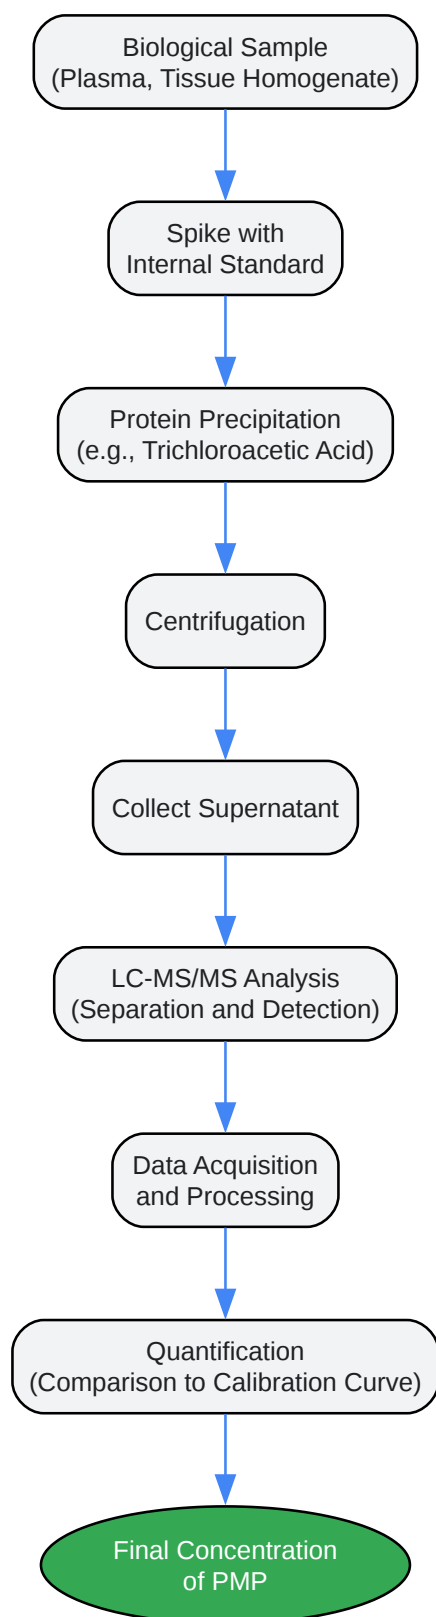 Biological Sample
(Plasma, Tissue Homogenate)
Spike with
Internal Standard
Protein Precipitation
(e.g., Trichloroacetic Acid)
Centrifugation
Collect Supernatant
LC-MS/MS Analysis
(Separation and Detection)
Data Acquisition
and Processing
Quantification
(Comparison to Calibration Curve)
Final Concentration
of PMP